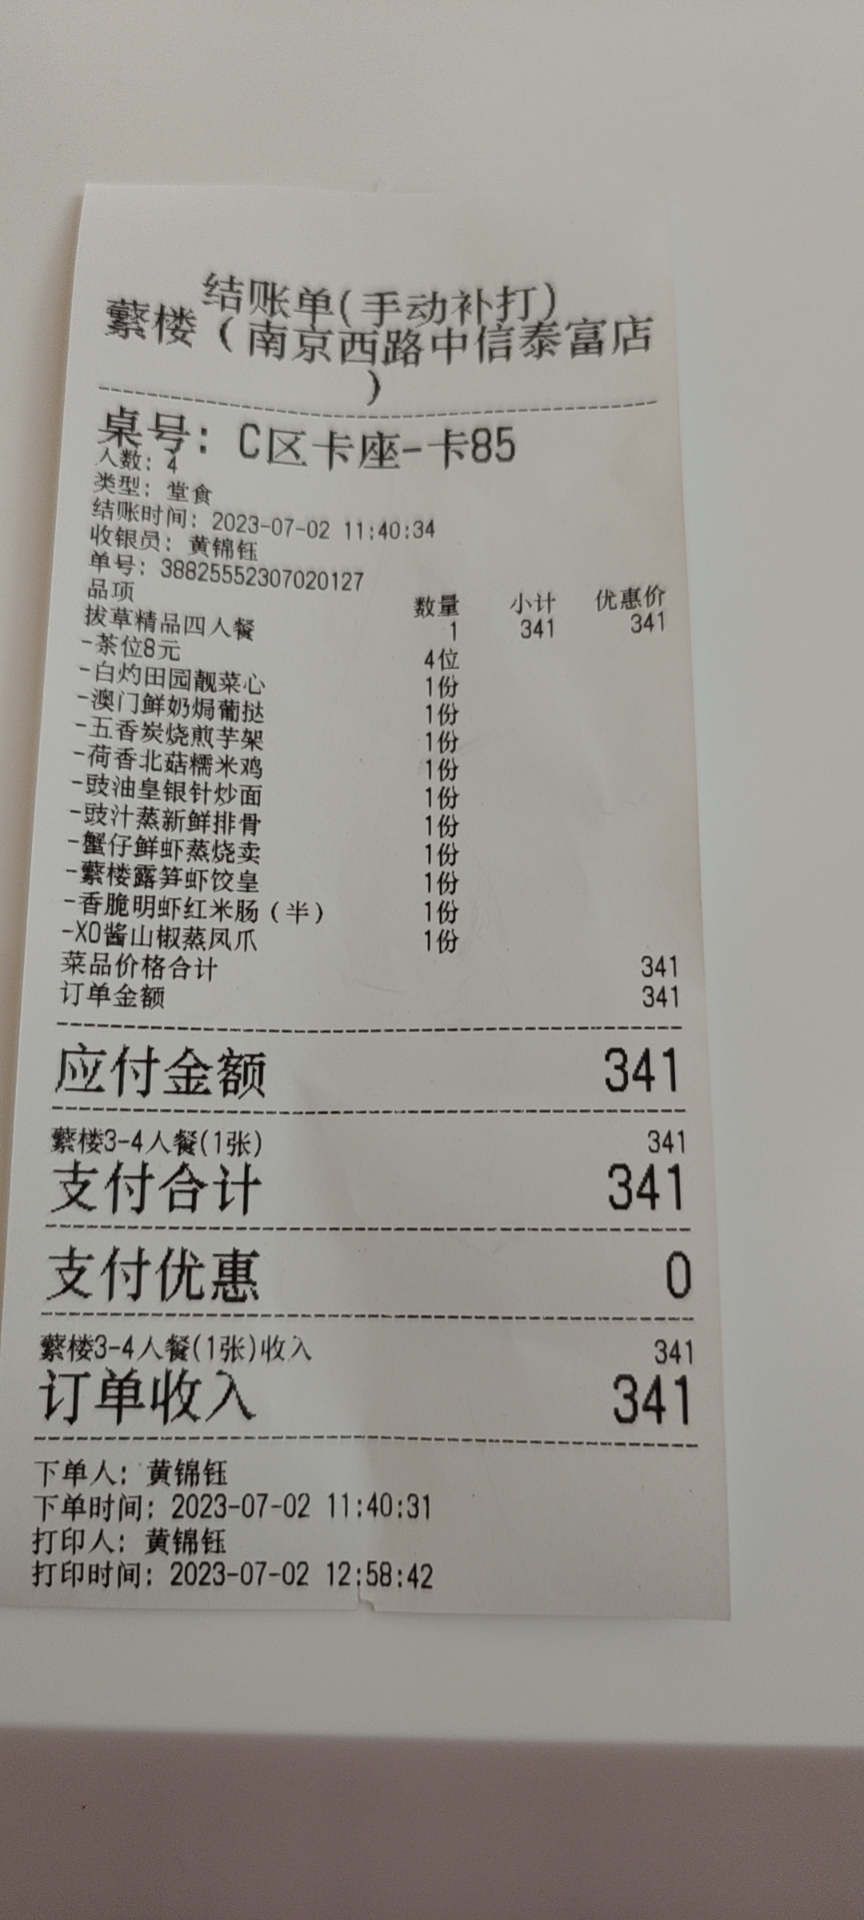 结账单(手动补打)
蘩楼（南京西路中信泰富店
）
桌号: C区卡座-卡85
人数: 4
类型: 堂食
结账时间: 2023-07-02 11:40:34
收银员: 黄锦钰
单号: 38825552307020127
品项 数量 小计 优惠价
拔草精品四人餐 1 341 341
-茶位8元 4位
-白灼田园靓菜心 1份
-澳门鲜奶焗葡挞 1份
-五香炭烧煎芋架 1份
-荷香北菇糯米鸡 1份
-豉油皇银针炒面 1份
-豉汁蒸新鲜排骨 1份
-蟹仔鲜虾蒸烧卖 1份
-蘩楼露笋虾饺皇 1份
-香脆明虾红米肠（半） 1份
-XO酱山椒蒸凤爪 1份
菜品价格合计 341
订单金额 341
应付金额 341
蘩楼3-4人餐(1张) 341
支付合计 341
支付优惠 0
蘩楼3-4人餐(1张)收入 341
订单收入 341
下单人: 黄锦钰
下单时间: 2023-07-02 11:40:31
打印人: 黄锦钰
打印时间: 2023-07-02 12:58:42